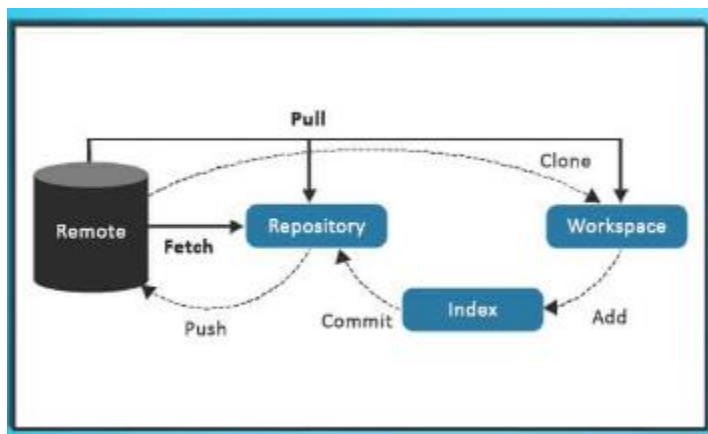 Pull
Clone
Remote
Fetch
Repository
Workspace
Push
Commit
Index
Add